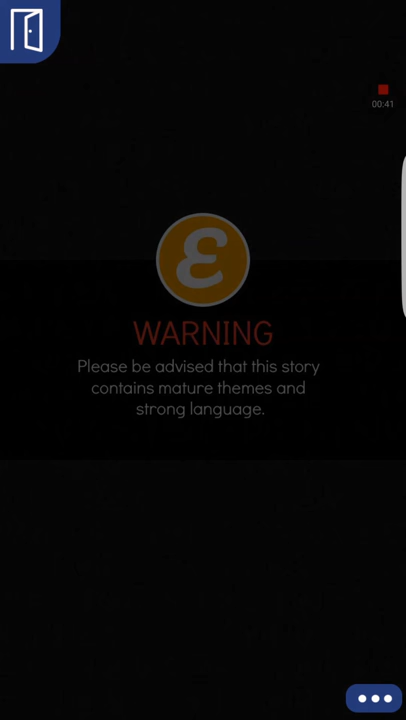 00:41
ε
WARNING
Please be advised that this story
contains mature themes and
strong language.